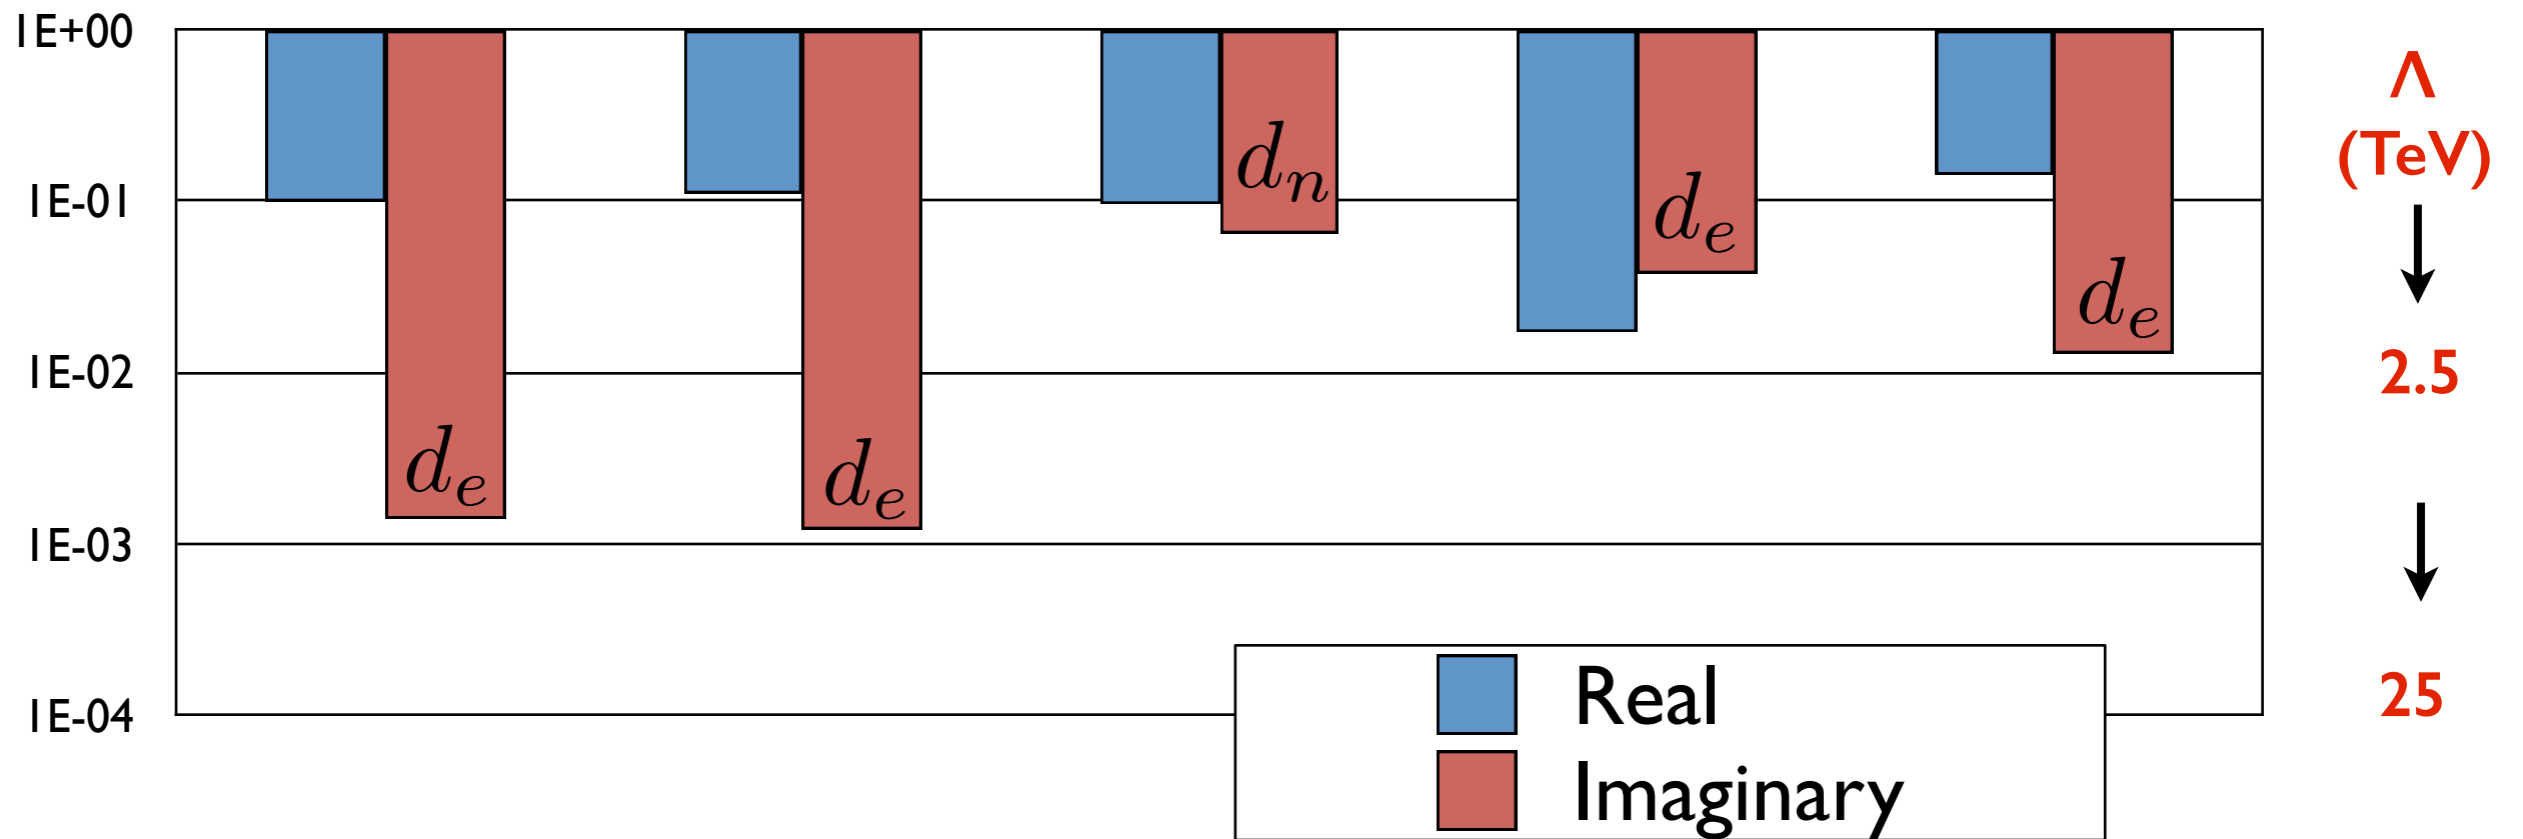 1E+00
1E-01
1E-02
1E-03
1E-04
d_e
d_e
d_n
d_e
d_e
Λ
(TeV)
2.5
25
Real
Imaginary